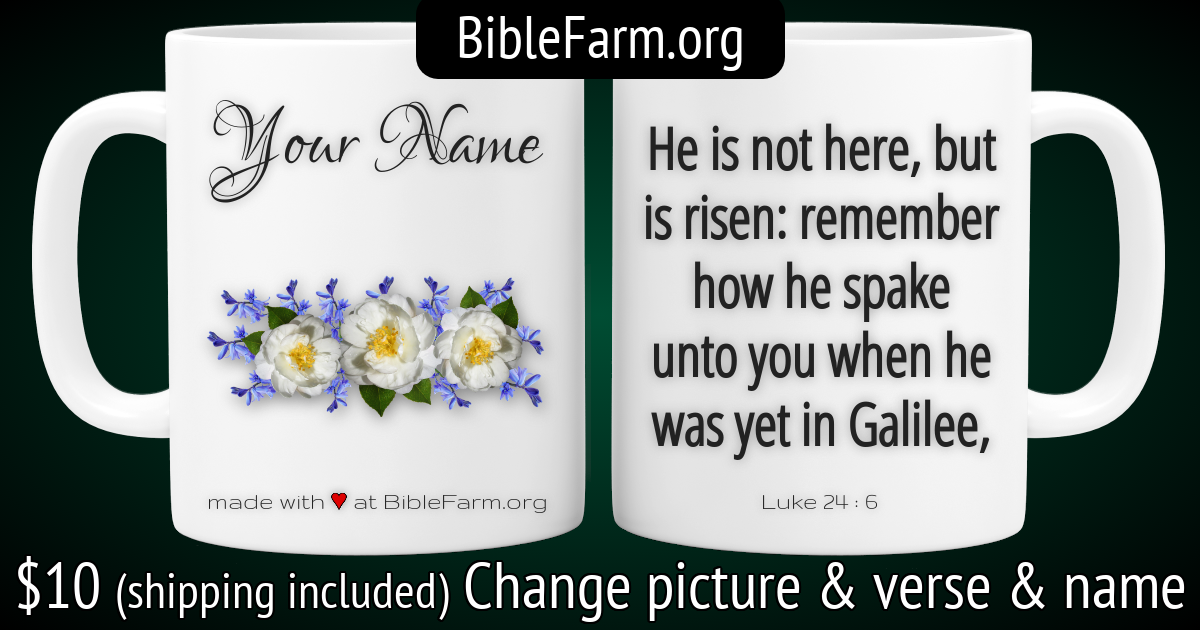 BibleFarm.org
Your Name
made with ♥ at BibleFarm.org
He is not here, but
is risen: remember
how he spake
unto you when he
was yet in Galilee,
Luke 24 : 6
$10 (shipping included) Change picture & verse & name